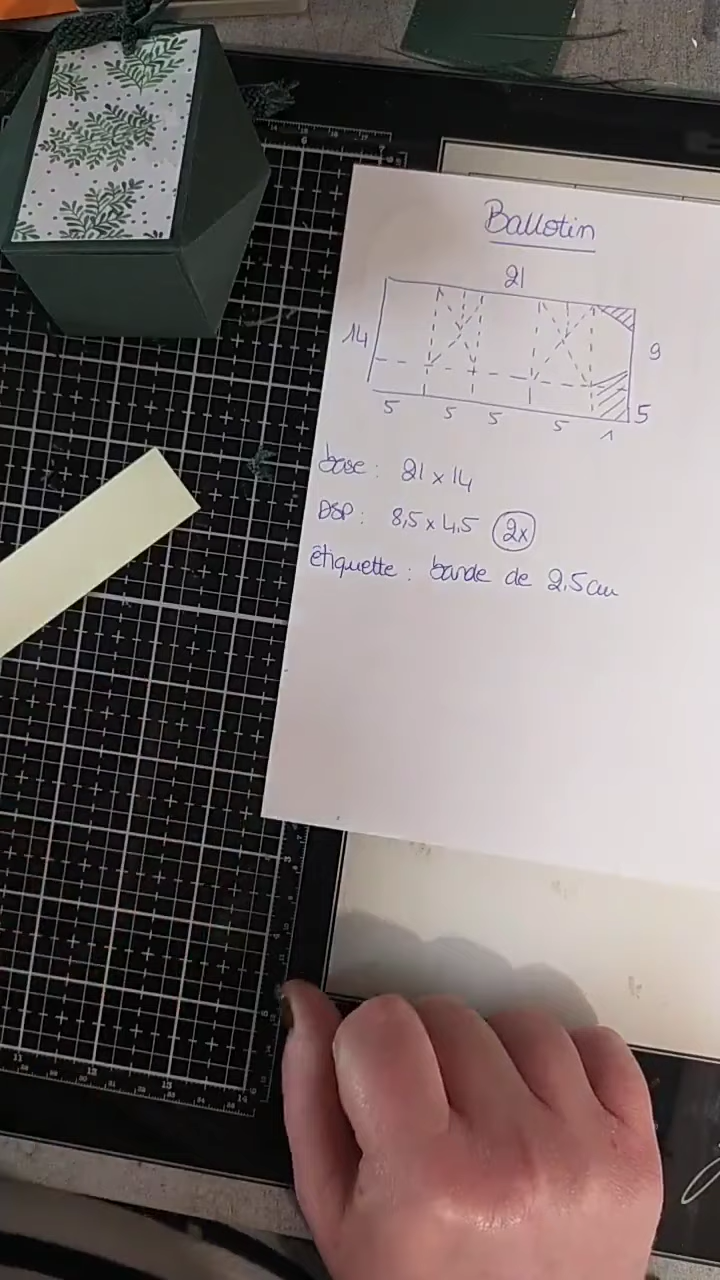 Ballotin
21
14
9
5 5 5 5 1 5
base : 21 x 14
DSP : 8,5 x 4,5 2x
étiquette : bande de 2,5cm